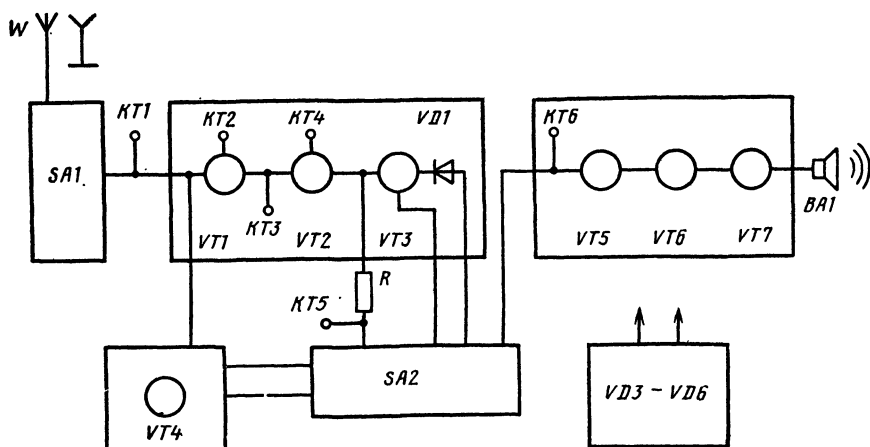 W
KT1
KT2
KT4
VD1
KT6
SA1
KT3
VT1
VT2
VT3
VT5
VT6
VT7
BA1
R
KT5
SA2
VD3 – VD6
VT4